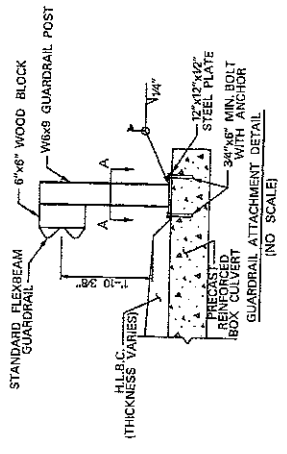 STANDARD FLEXBEAM
GUARDRAIL
6"x8" WOOD BLOCK
W6x9 GUARDRAIL POST
A
A
1'-10 3/8"
H.L.B.C.
(THICKNESS VARIES)
1/4"
12"x12"x1/2"
STEEL PLATE
3/4"x6" MIN. BOLT
WITH ANCHOR
PRECAST
REINFORCED
BOX CULVERT
GUARDRAIL ATTACHMENT DETAIL
(NO SCALE)